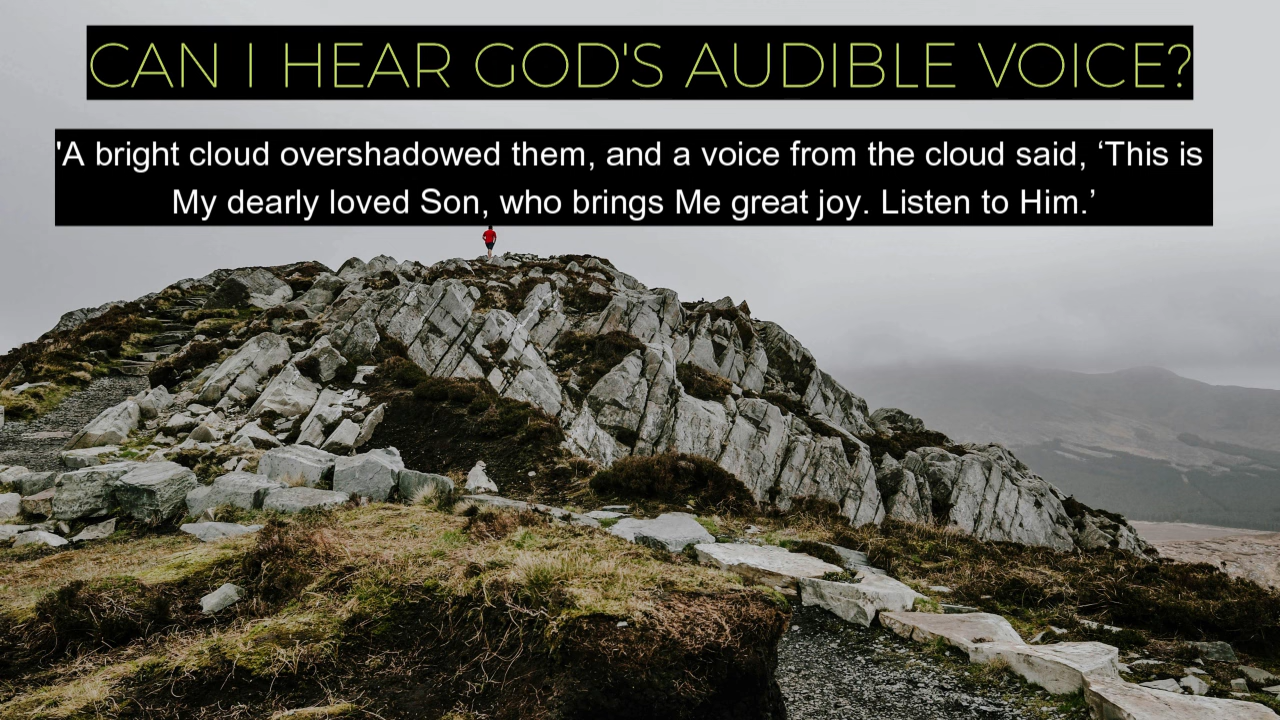 CAN I HEAR GOD'S AUDIBLE VOICE?
'A bright cloud overshadowed them, and a voice from the cloud said, ‘This is
My dearly loved Son, who brings Me great joy. Listen to Him.’